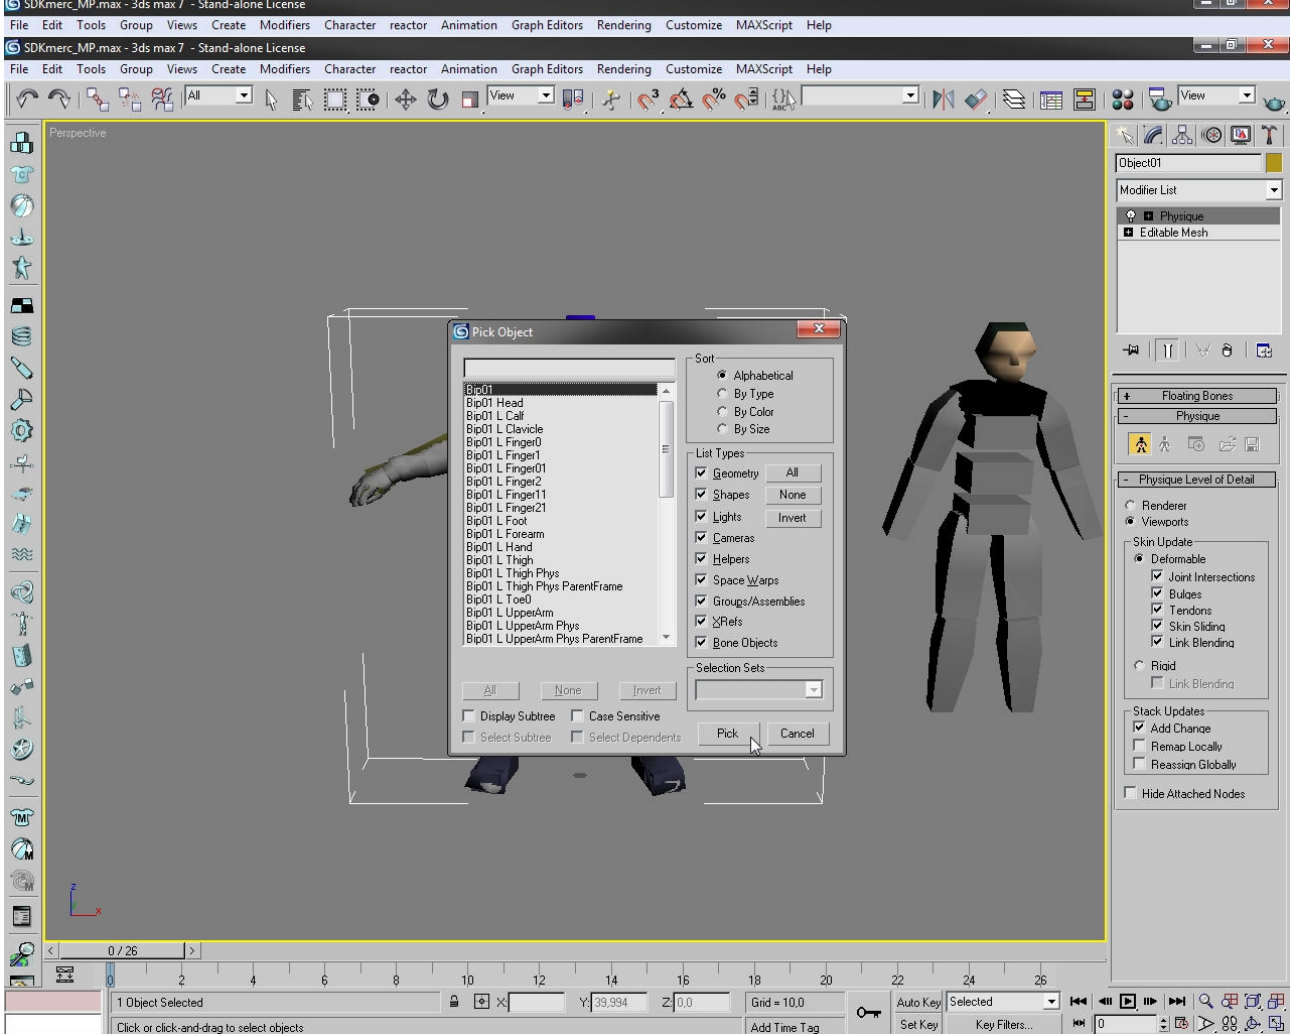 SDKmerc_MP.max - 3ds max 7 - Stand-alone License
File Edit Tools Group Views Create Modifiers Character reactor Animation Graph Editors Rendering Customize MAXScript Help
SDKmerc_MP.max - 3ds max 7 - Stand-alone License
File Edit Tools Group Views Create Modifiers Character reactor Animation Graph Editors Rendering Customize MAXScript Help
All
View
View
Perspective
Object01
Modifier List
Physique
Editable Mesh
Pick Object
Bip01
Bip01 Head
Bip01 L Calf
Bip01 L Clavicle
Bip01 L Finger0
Bip01 L Finger1
Bip01 L Finger01
Bip01 L Finger2
Bip01 L Finger11
Bip01 L Finger21
Bip01 L Foot
Bip01 L Forearm
Bip01 L Hand
Bip01 L Thigh
Bip01 L Thigh Phys
Bip01 L Thigh Phys ParentFrame
Bip01 L Toe0
Bip01 L UpperArm
Bip01 L UpperArm Phys
Bip01 L UpperArm Phys ParentFrame
All None Invert
Display Subtree Case Sensitive
Select Subtree Select Dependents
Sort
Alphabetical
By Type
By Color
By Size
List Types
Geometry All
Shapes None
Lights Invert
Cameras
Helpers
Space Warps
Groups/Assemblies
XRefs
Bone Objects
Selection Sets
Pick Cancel
+ Floating Bones
- Physique
- Physique Level of Detail
Renderer
Viewports
Skin Update
Deformable
Joint Intersections
Bulges
Tendons
Skin Sliding
Link Blending
Rigid
Link Blending
Stack Updates
Add Change
Remap Locally
Reassign Globally
Hide Attached Nodes
z
x
< 0 / 26 >
0 2 4 6 8 10 12 14 16 18 20 22 24 26
1 Object Selected X: Y: 39,994 Z: 0,0 Grid = 10,0 Auto Key Selected
Click or click-and-drag to select objects Add Time Tag Set Key Key Filters... 0